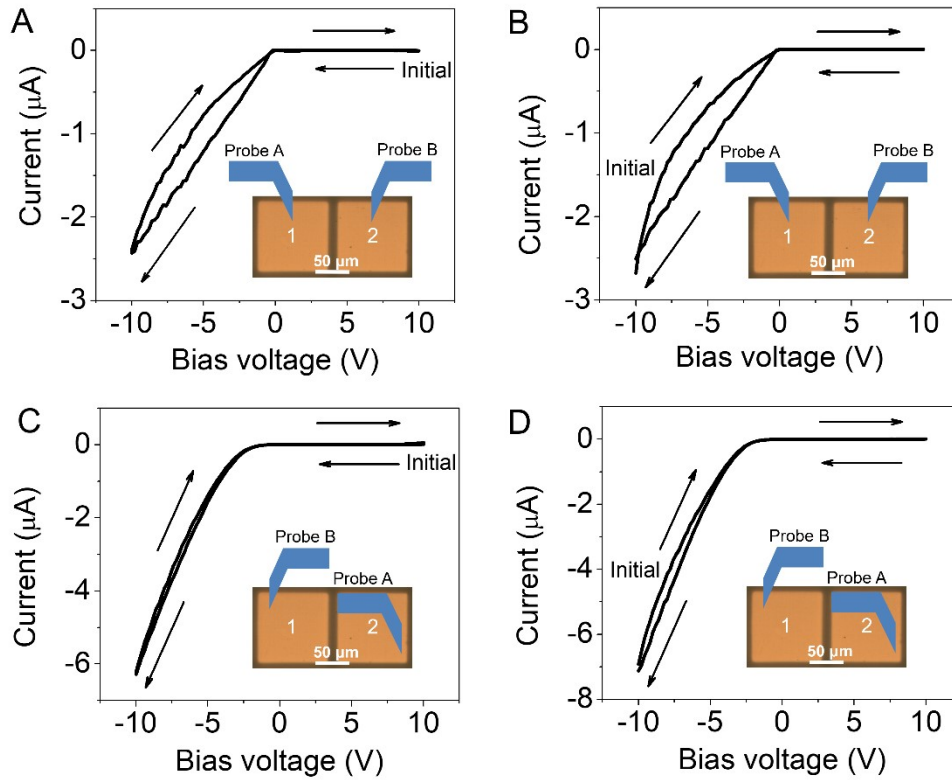 A
Current (μA)
0
-1
-2
-3
Initial
Probe A
Probe B
1
2
50 μm
-10
-5
0
5
10
Bias voltage (V)
B
Current (μA)
0
-1
-2
-3
Initial
Probe A
Probe B
1
2
50 μm
-10
-5
0
5
10
Bias voltage (V)
C
Current (μA)
0
-2
-4
-6
Initial
Probe B
Probe A
1
2
50 μm
-10
-5
0
5
10
Bias voltage (V)
D
Current (μA)
0
-2
-4
-6
-8
Initial
Probe B
Probe A
1
2
50 μm
-10
-5
0
5
10
Bias voltage (V)